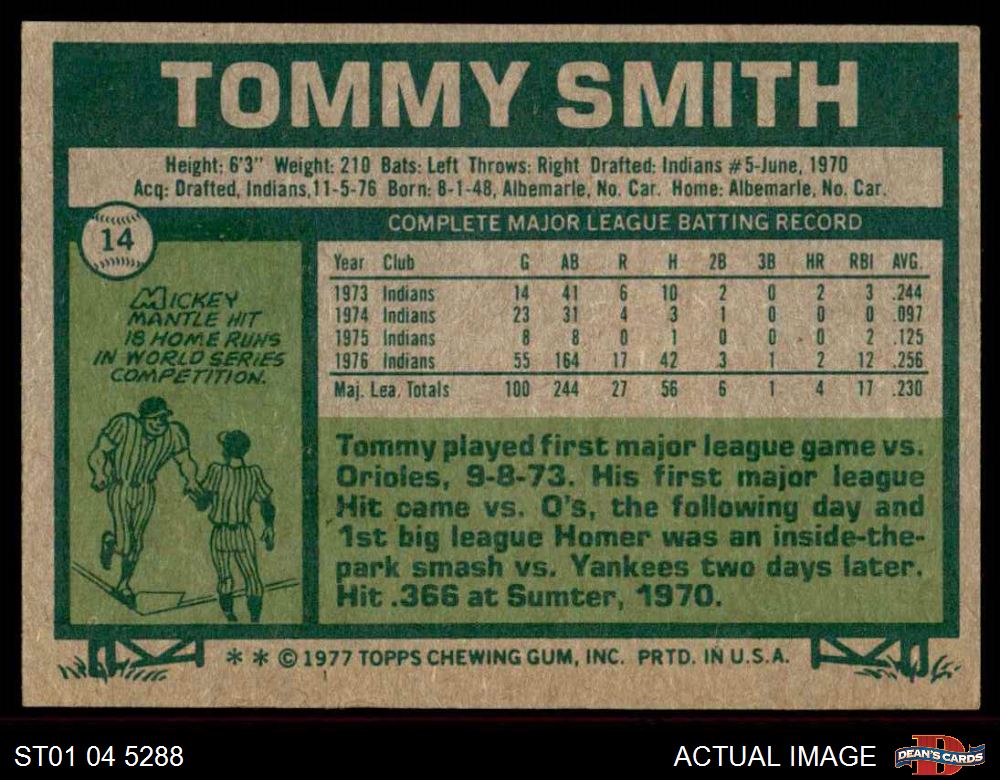 TOMMY SMITH
Height: 6'3" Weight: 210 Bats: Left Throws: Right Drafted: Indians #5-June, 1970
Acq: Drafted, Indians, 11-5-76 Born: 8-1-48, Albemarle, No. Car. Home: Albemarle, No. Car.
14
MICKEY
MANTLE HIT
18 HOME RUNS
IN WORLD SERIES
COMPETITION.
COMPLETE MAJOR LEAGUE BATTING RECORD
Year Club G AB R H 2B 3B HR RBI AVG.
1973 Indians 14 41 6 10 2 0 2 3 .244
1974 Indians 23 31 4 3 1 0 0 0 .097
1975 Indians 8 8 0 1 0 0 0 2 .125
1976 Indians 55 164 17 42 3 1 2 12 .256
Maj. Lea. Totals 100 244 27 56 6 1 4 17 .230
Tommy played first major league game vs.
Orioles, 9-8-73. His first major league
Hit came vs. O's, the following day and
1st big league Homer was an inside-the-
park smash vs. Yankees two days later.
Hit .366 at Sumter, 1970.
* * © 1977 TOPPS CHEWING GUM, INC. PRTD. IN U.S.A.
ST01 04 5288
ACTUAL IMAGE
D
DEAN'S CARDS